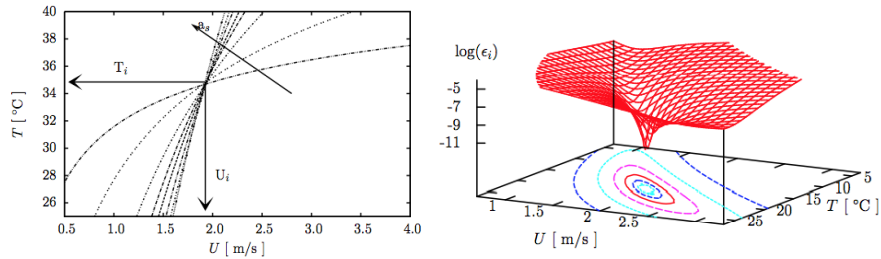 40
38
36
34
32
30
28
26
T [ °C]
0.5 1.0 1.5 2.0 2.5 3.0 3.5 4.0
U [ m/s]
a_s
T_i
U_i
log(ϵ_i)
-5
-7
-9
-11
1 1.5 2 2.5
U [ m/s]
5
10
15
20
25
T [ °C]